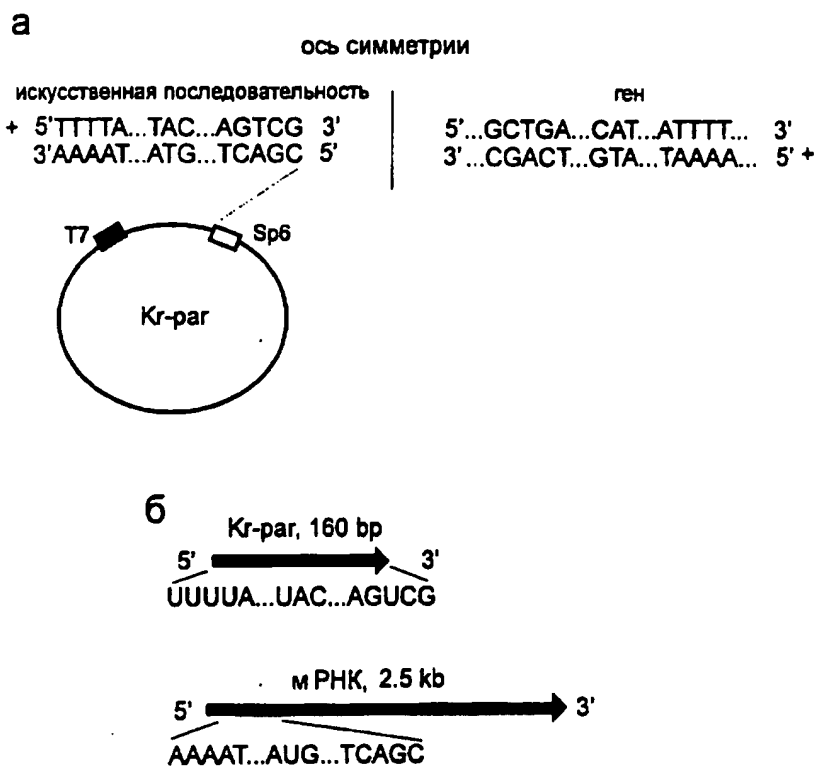 а
ось симметрии
искусственная последовательность
ген
+ 5'TTTTA...TAC...AGTCG 3'
3'AAAAT...ATG...TCAGC 5'
5'...GCTGA...CAT...ATTTT... 3'
3'...CGACT...GTA...TAAAA... 5' +
T7
Sp6
Kr-par
б
Kr-par, 160 bp
5' 3'
UUUUA...UAC...AGUCG
мРНК, 2.5 kb
5' 3'
AAAAT...AUG...TCAGC